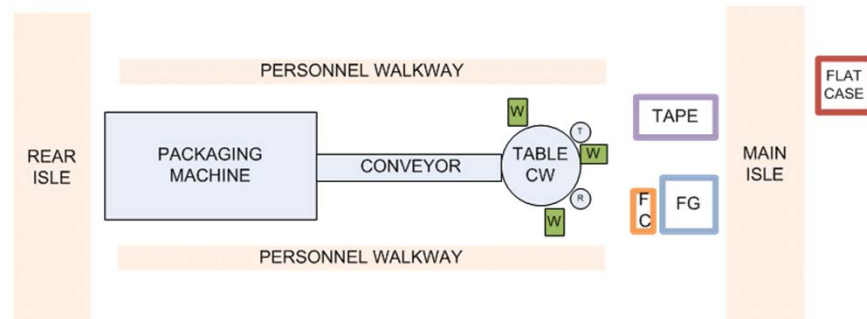 PERSONNEL WALKWAY
FLAT
CASE
REAR
ISLE
PACKAGING
MACHINE
CONVEYOR
W
T
TABLE
CW
W
R
W
TAPE
F
C
FG
MAIN
ISLE
PERSONNEL WALKWAY